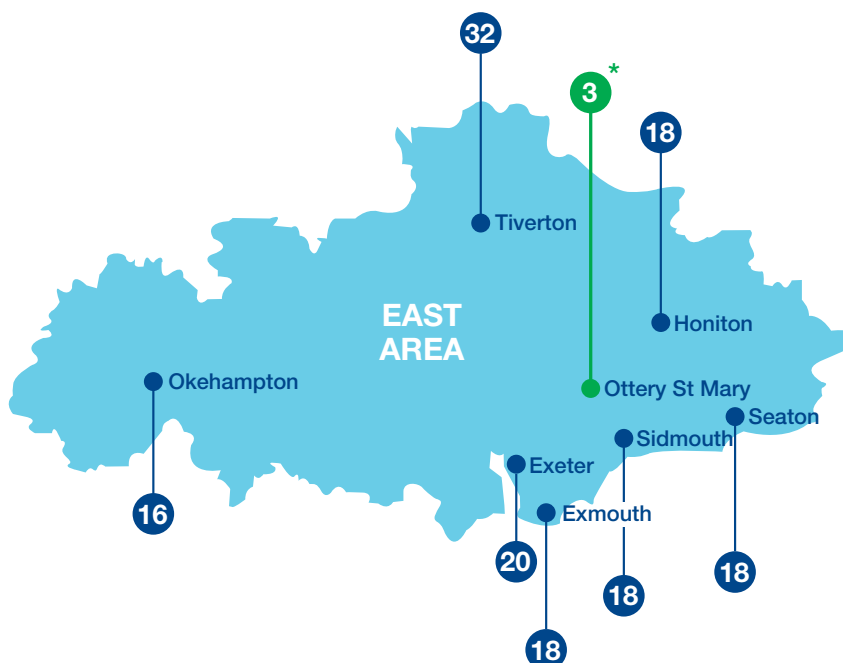 32
3*
18
Tiverton
EAST
AREA
Honiton
Okehampton
Ottery St Mary
Seaton
Sidmouth
Exeter
Exmouth
16
20
18
18
18